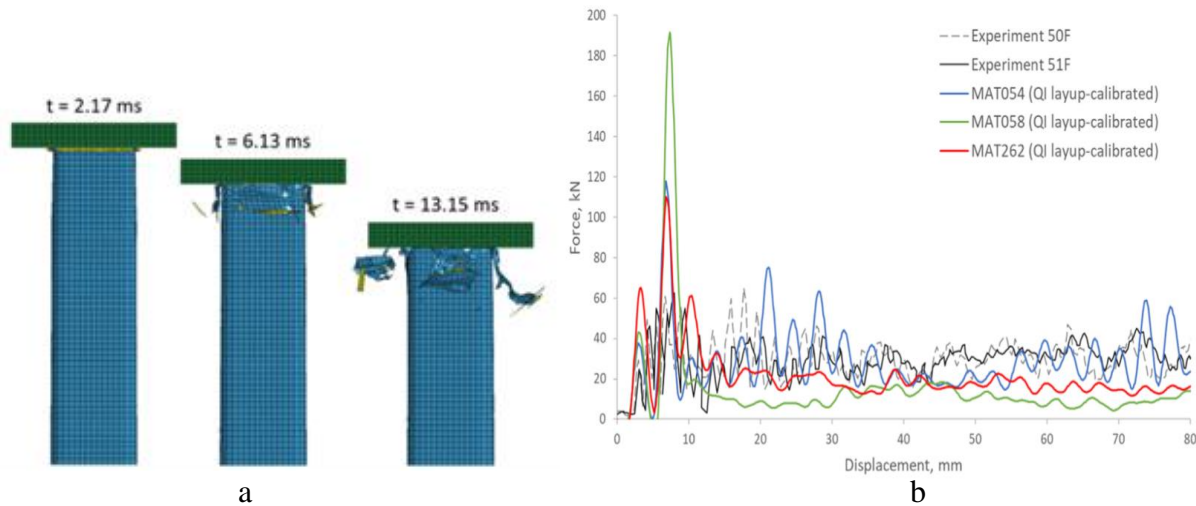 t = 2.17 ms
t = 6.13 ms
t = 13.15 ms
a
200
180
160
140
120
100
80
60
40
20
0
Force, kN
0 10 20 30 40 50 60 70 80
Displacement, mm
Experiment 50F
Experiment 51F
MAT054 (QI layup-calibrated)
MAT058 (QI layup-calibrated)
MAT262 (QI layup-calibrated)
b